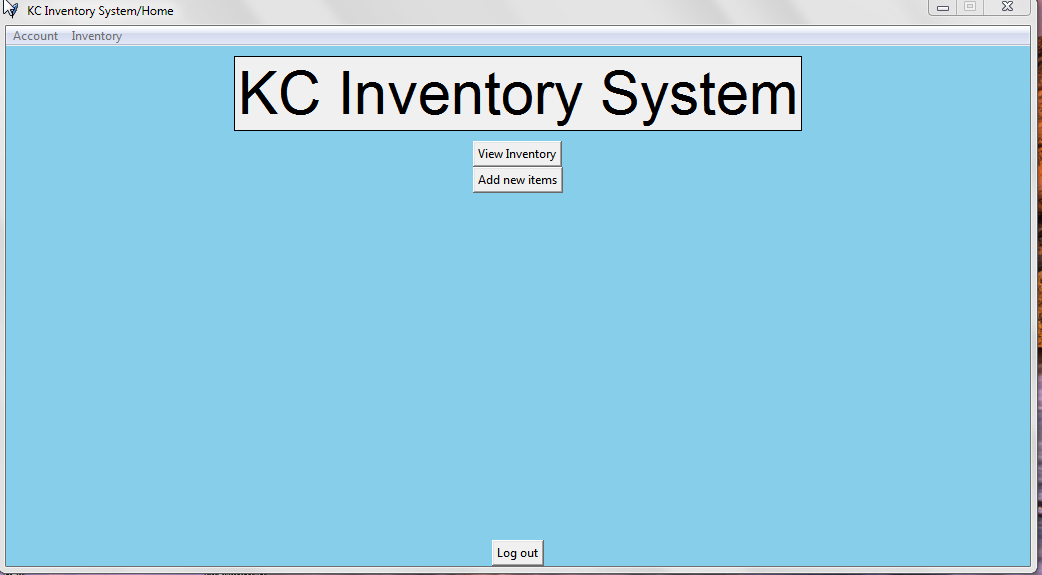 KC Inventory System/Home
Account Inventory
KC Inventory System
View Inventory
Add new items
Log out